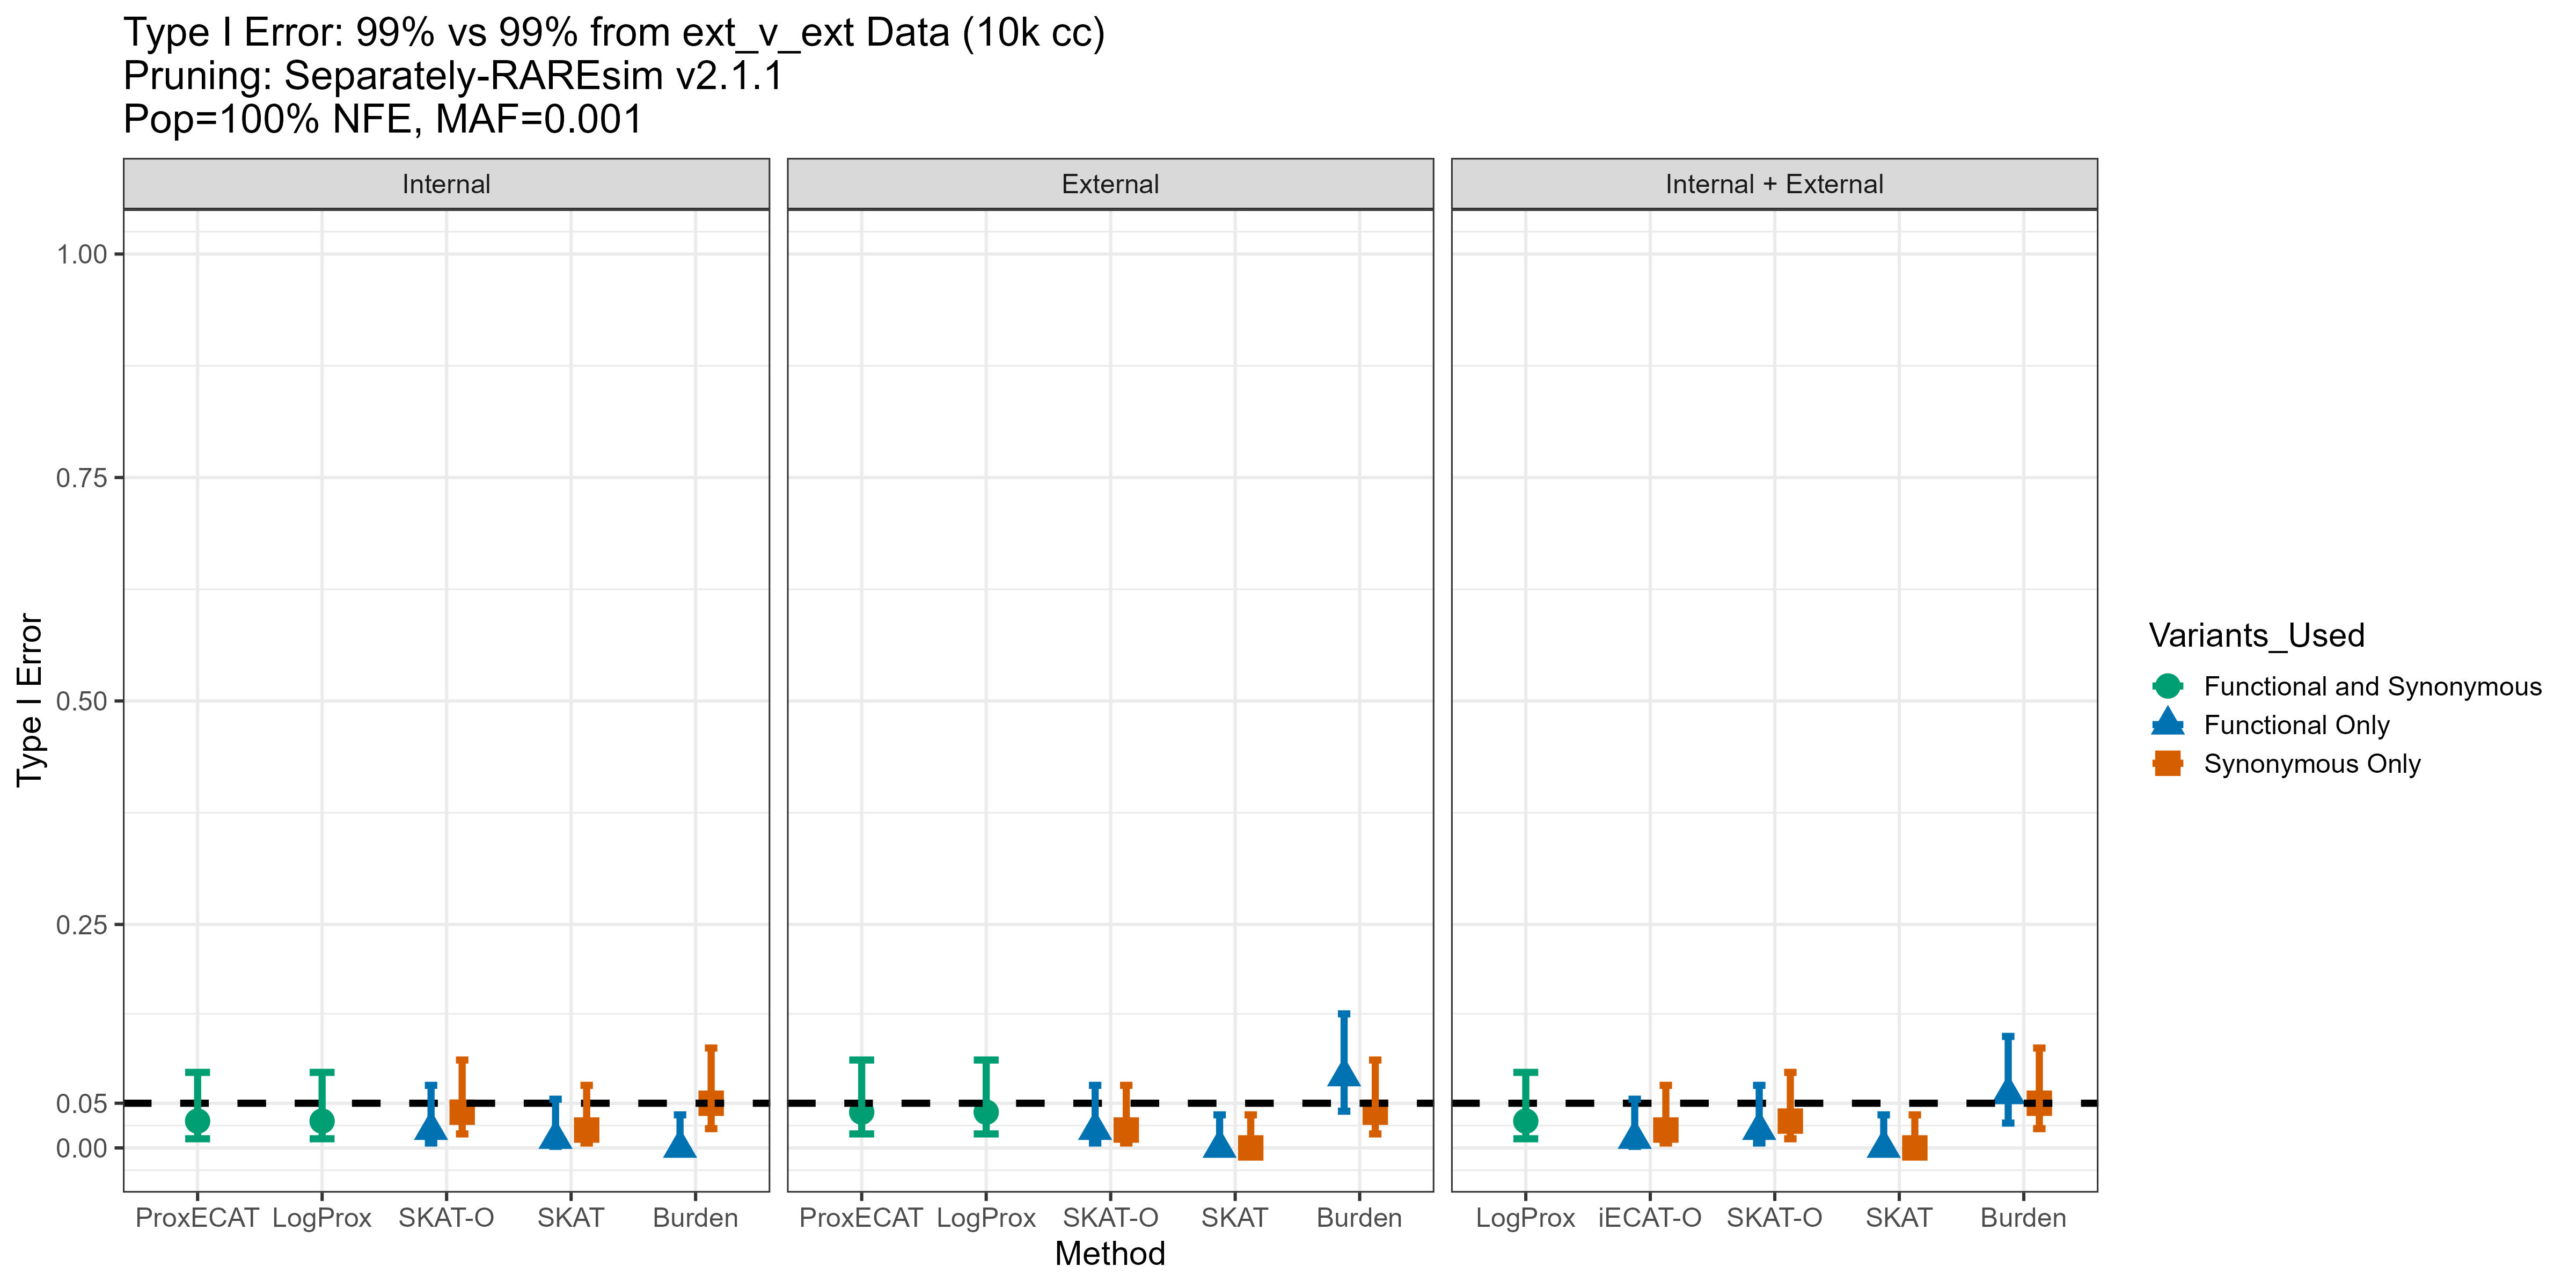 Type I Error: 99% vs 99% from ext_v_ext Data (10k cc)
Pruning: Separately-RAREsim v2.1.1
Pop=100% NFE, MAF=0.001
Internal
External
Internal + External
Type I Error
1.00
0.75
0.50
0.25
0.05
0.00
ProxECAT LogProx SKAT-O SKAT Burden
ProxECAT LogProx SKAT-O SKAT Burden
LogProx iECAT-O SKAT-O SKAT Burden
Method
Variants_Used
Functional and Synonymous
Functional Only
Synonymous Only